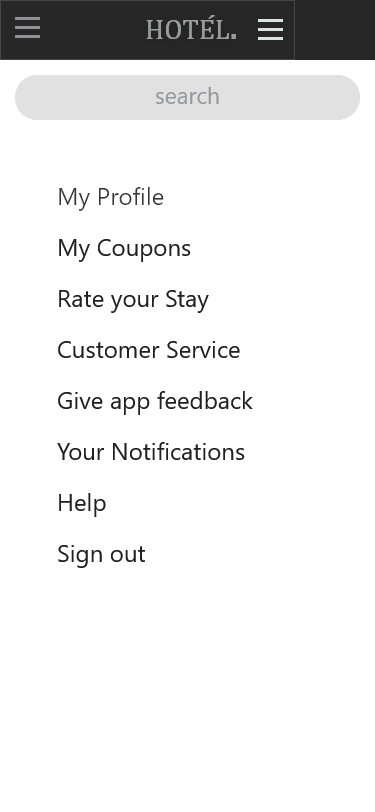 HOTÉL.
search
My Profile
My Coupons
Rate your Stay
Customer Service
Give app feedback
Your Notifications
Help
Sign out